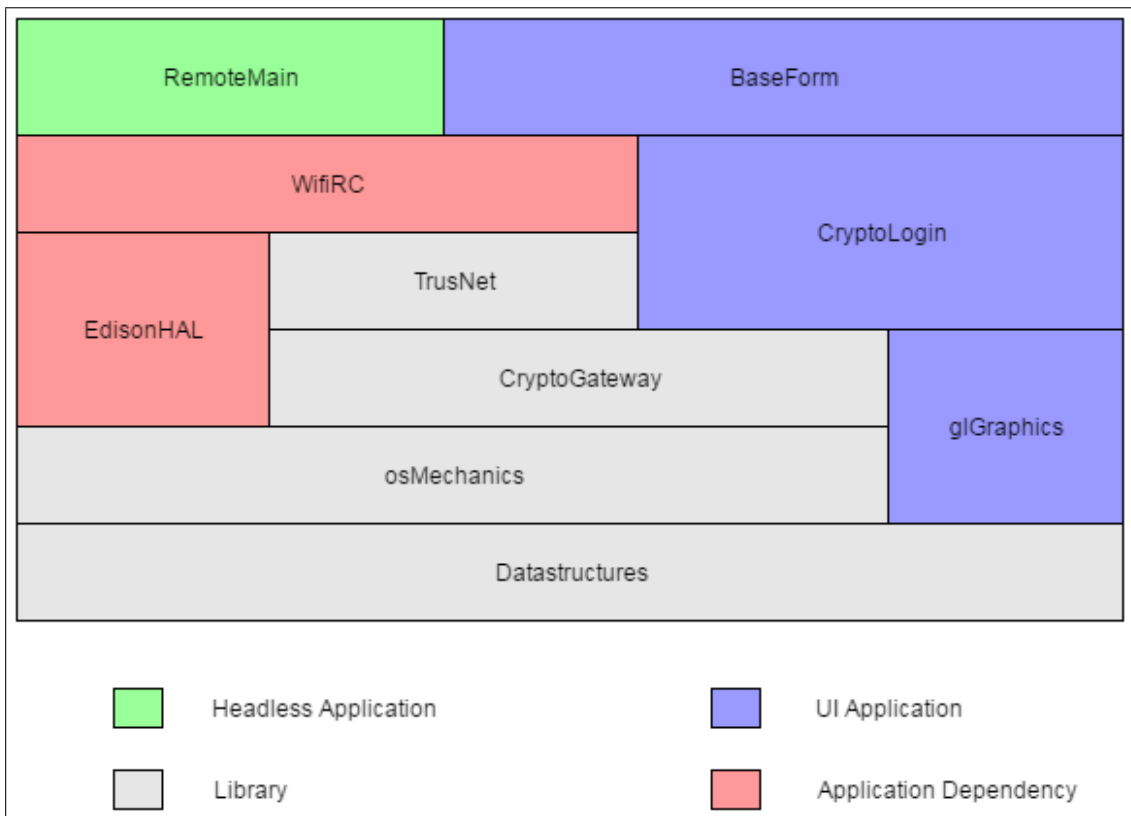 RemoteMain
BaseForm
WifiRC
CryptoLogin
TrusNet
EdisonHAL
CryptoGateway
glGraphics
osMechanics
Datastructures
Headless Application
UI Application
Library
Application Dependency